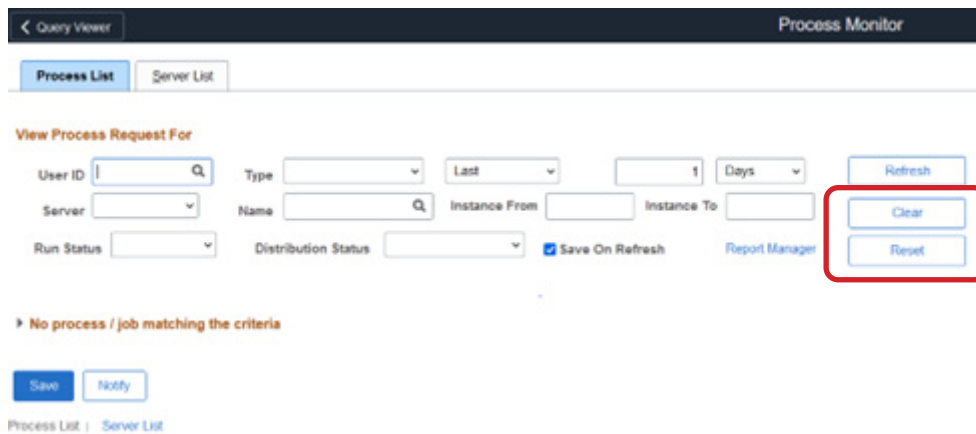 Query Viewer Process Monitor
Process List Server List
View Process Request For
User ID Type Last 1 Days Refresh
Server Name Instance From Instance To Clear
Run Status Distribution Status Save On Refresh Report Manager Reset
No process / job matching the criteria
Save Notify
Process List | Server List